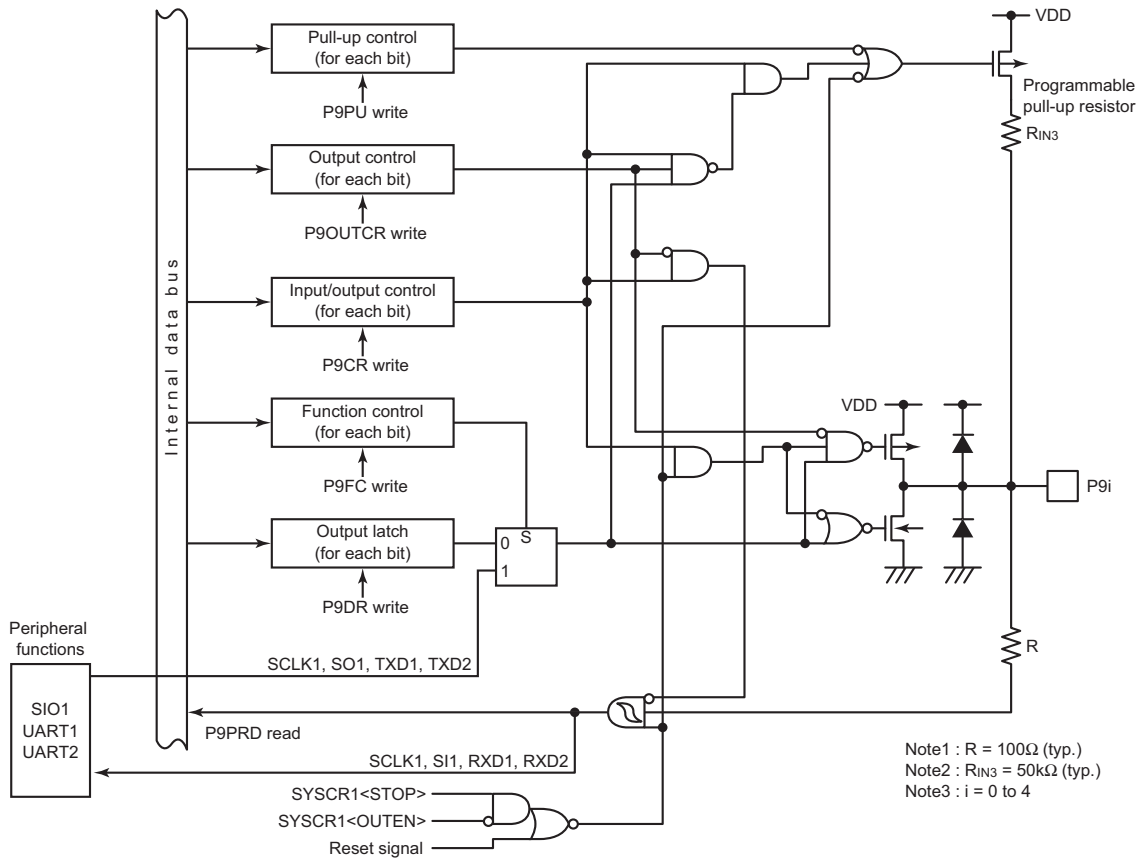 VDD
Pull-up control
(for each bit)
P9PU write
Programmable
pull-up resistor
RIN3
Output control
(for each bit)
P9OUTCR write
Internal data bus
Input/output control
(for each bit)
P9CR write
Function control
(for each bit)
P9FC write
VDD
P9i
Output latch
(for each bit)
P9DR write
0
S
1
Peripheral
functions
SCLK1, SO1, TXD1, TXD2
R
SIO1
UART1
UART2
P9PRD read
SCLK1, SI1, RXD1, RXD2
SYSCR1<STOP>
SYSCR1<OUTEN>
Reset signal
Note1 : R = 100Ω (typ.)
Note2 : RIN3 = 50kΩ (typ.)
Note3 : i = 0 to 4